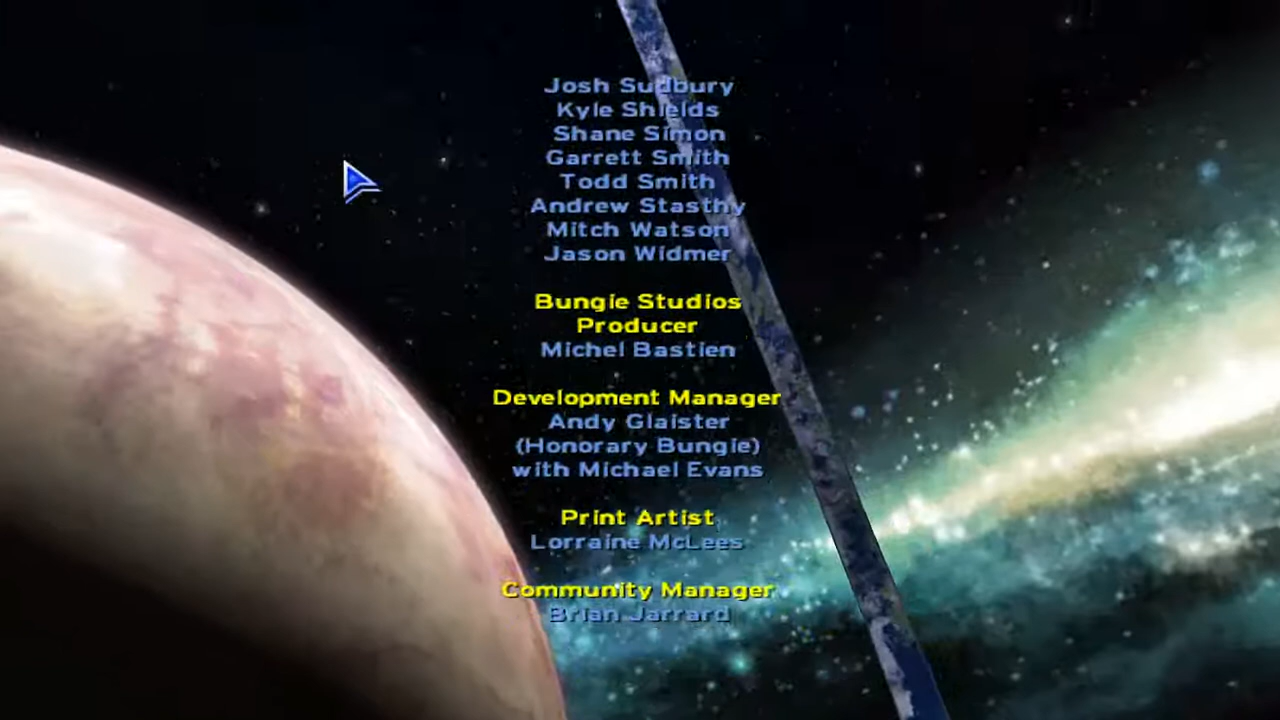 Josh Sudbury
Kyle Shields
Shane Simon
Garrett Smith
Todd Smith
Andrew Stasthy
Mitch Watson
Jason Widmer
Bungie Studios
Producer
Michel Bastien
Development Manager
Andy Glaister
(Honorary Bungie)
with Michael Evans
Print Artist
Lorraine McLees
Community Manager
Brian Jarrard